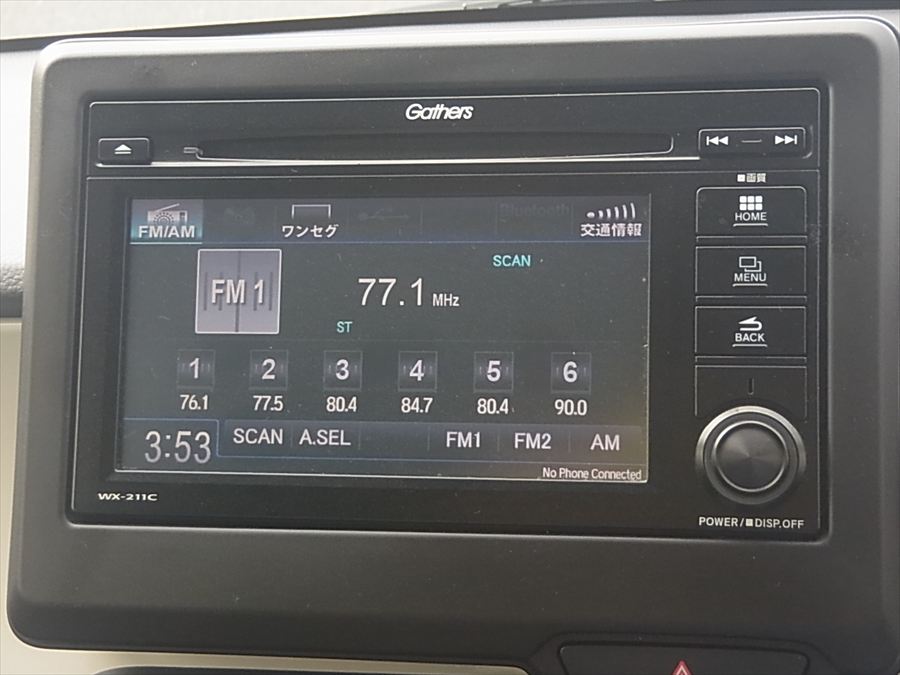 Gathers
■画質
FM/AM ワンセグ Bluetooth 交通情報
HOME
SCAN
FM 1 77.1 MHz
MENU
ST
BACK
1 2 3 4 5 6
76.1 77.5 80.4 84.7 80.4 90.0
3:53 SCAN A.SEL FM1 FM2 AM
No Phone Connected
WX-211C
POWER/■DISP.OFF